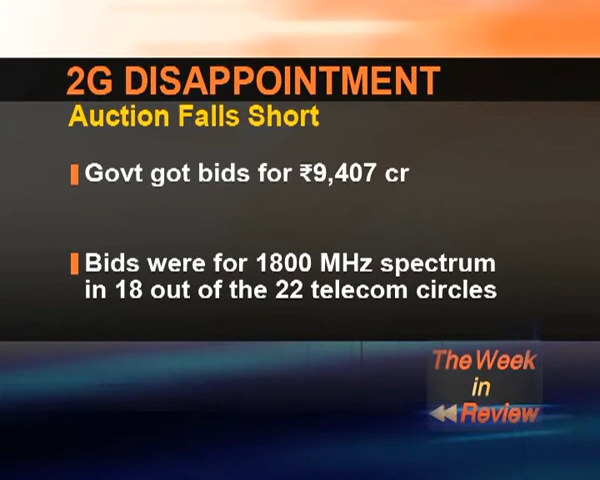 2G DISAPPOINTMENT
Auction Falls Short
Govt got bids for ₹9,407 cr
Bids were for 1800 MHz spectrum
in 18 out of the 22 telecom circles
The Week
in
Review